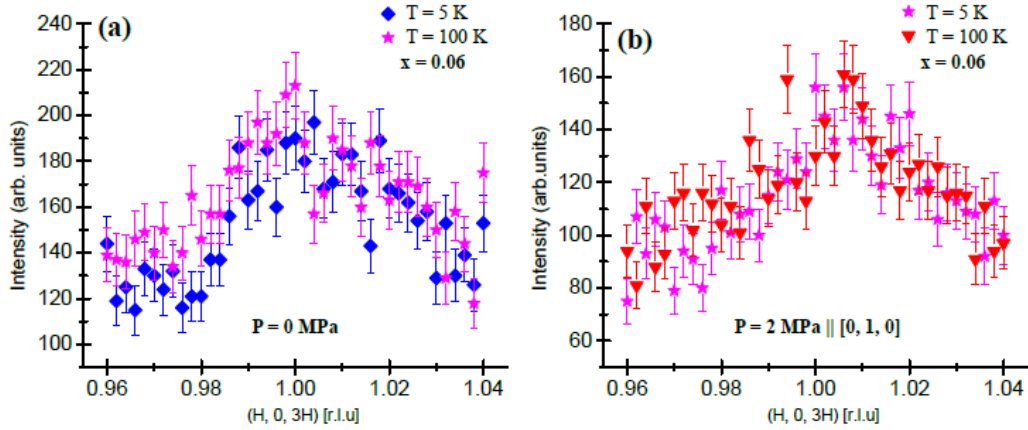 (a)
T = 5 K
T = 100 K
x = 0.06
P = 0 MPa
Intensity (arb. units)
240
220
200
180
160
140
120
100
0.96
0.98
1.00
1.02
1.04
(H, 0, 3H) [r.l.u]
(b)
T = 5 K
T = 100 K
x = 0.06
P = 2 MPa || [0, 1, 0]
Intensity (arb.units)
180
160
140
120
100
80
60
0.96
0.98
1.00
1.02
1.04
(H, 0, 3H) [r.l.u]